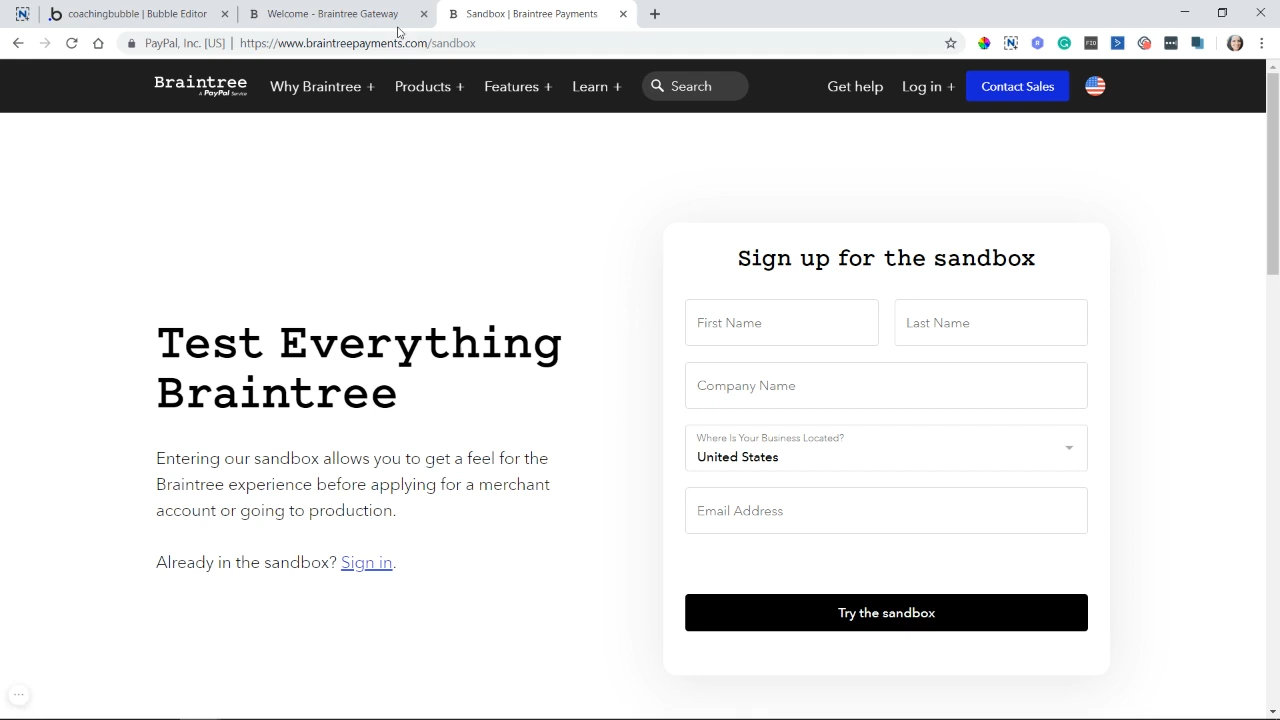 coachingbubble | Bubble Editor
Welcome - Braintree Gateway
Sandbox | Braintree Payments
PayPal, Inc. [US] | https://www.braintreepayments.com/sandbox
Braintree
A PayPal Service
Why Braintree +
Products +
Features +
Learn +
Search
Get help
Log in +
Contact Sales
Test Everything
Braintree
Entering our sandbox allows you to get a feel for the
Braintree experience before applying for a merchant
account or going to production.
Already in the sandbox? Sign in.
Sign up for the sandbox
First Name
Last Name
Company Name
Where Is Your Business Located?
United States
Email Address
Try the sandbox